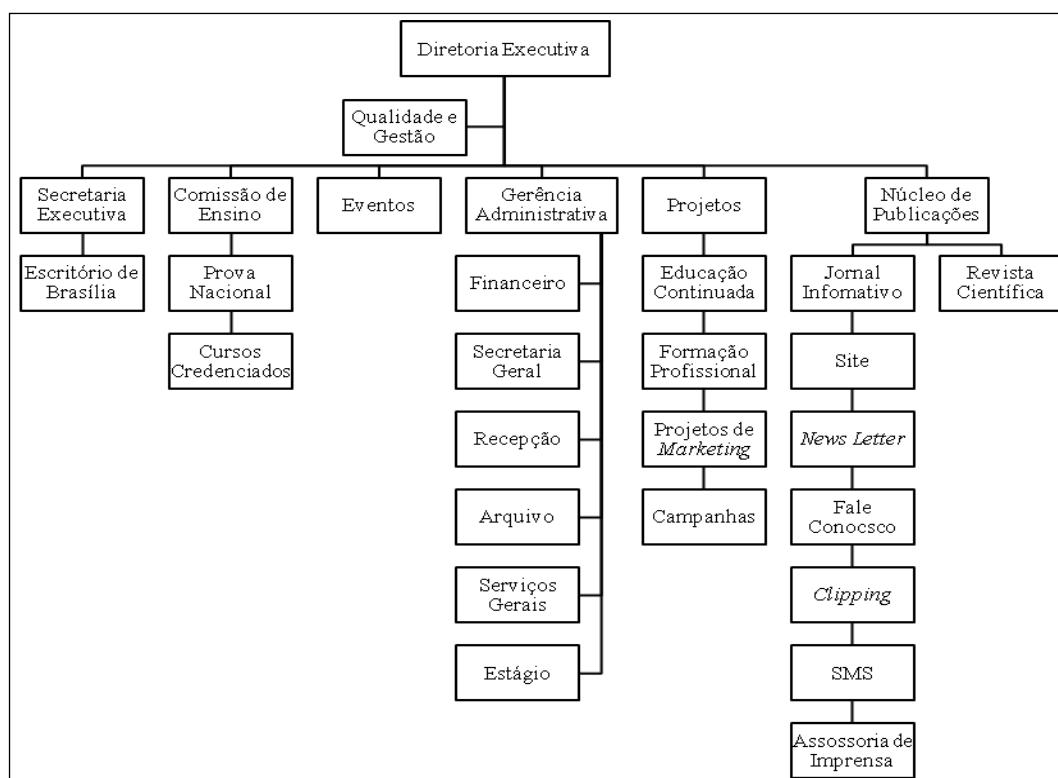 Diretoria Executiva
Qualidade e
Gestão
Secretaria
Executiva
Comissão de
Ensino
Eventos
Gerência
Administrativa
Projetos
Núcleo de
Publicações
Escritório de
Brasília
Prova
Nacional
Cursos
Credenciados
Financeiro
Secretaria
Geral
Recepção
Arquivo
Serviços
Gerais
Estágio
Educação
Continuada
Formação
Profissional
Projetos de
Marketing
Campanhas
Jornal
Infomativo
Revista
Científica
Site
News Letter
Fale
Conocsco
Clipping
SMS
Assossoria de
Imprensa